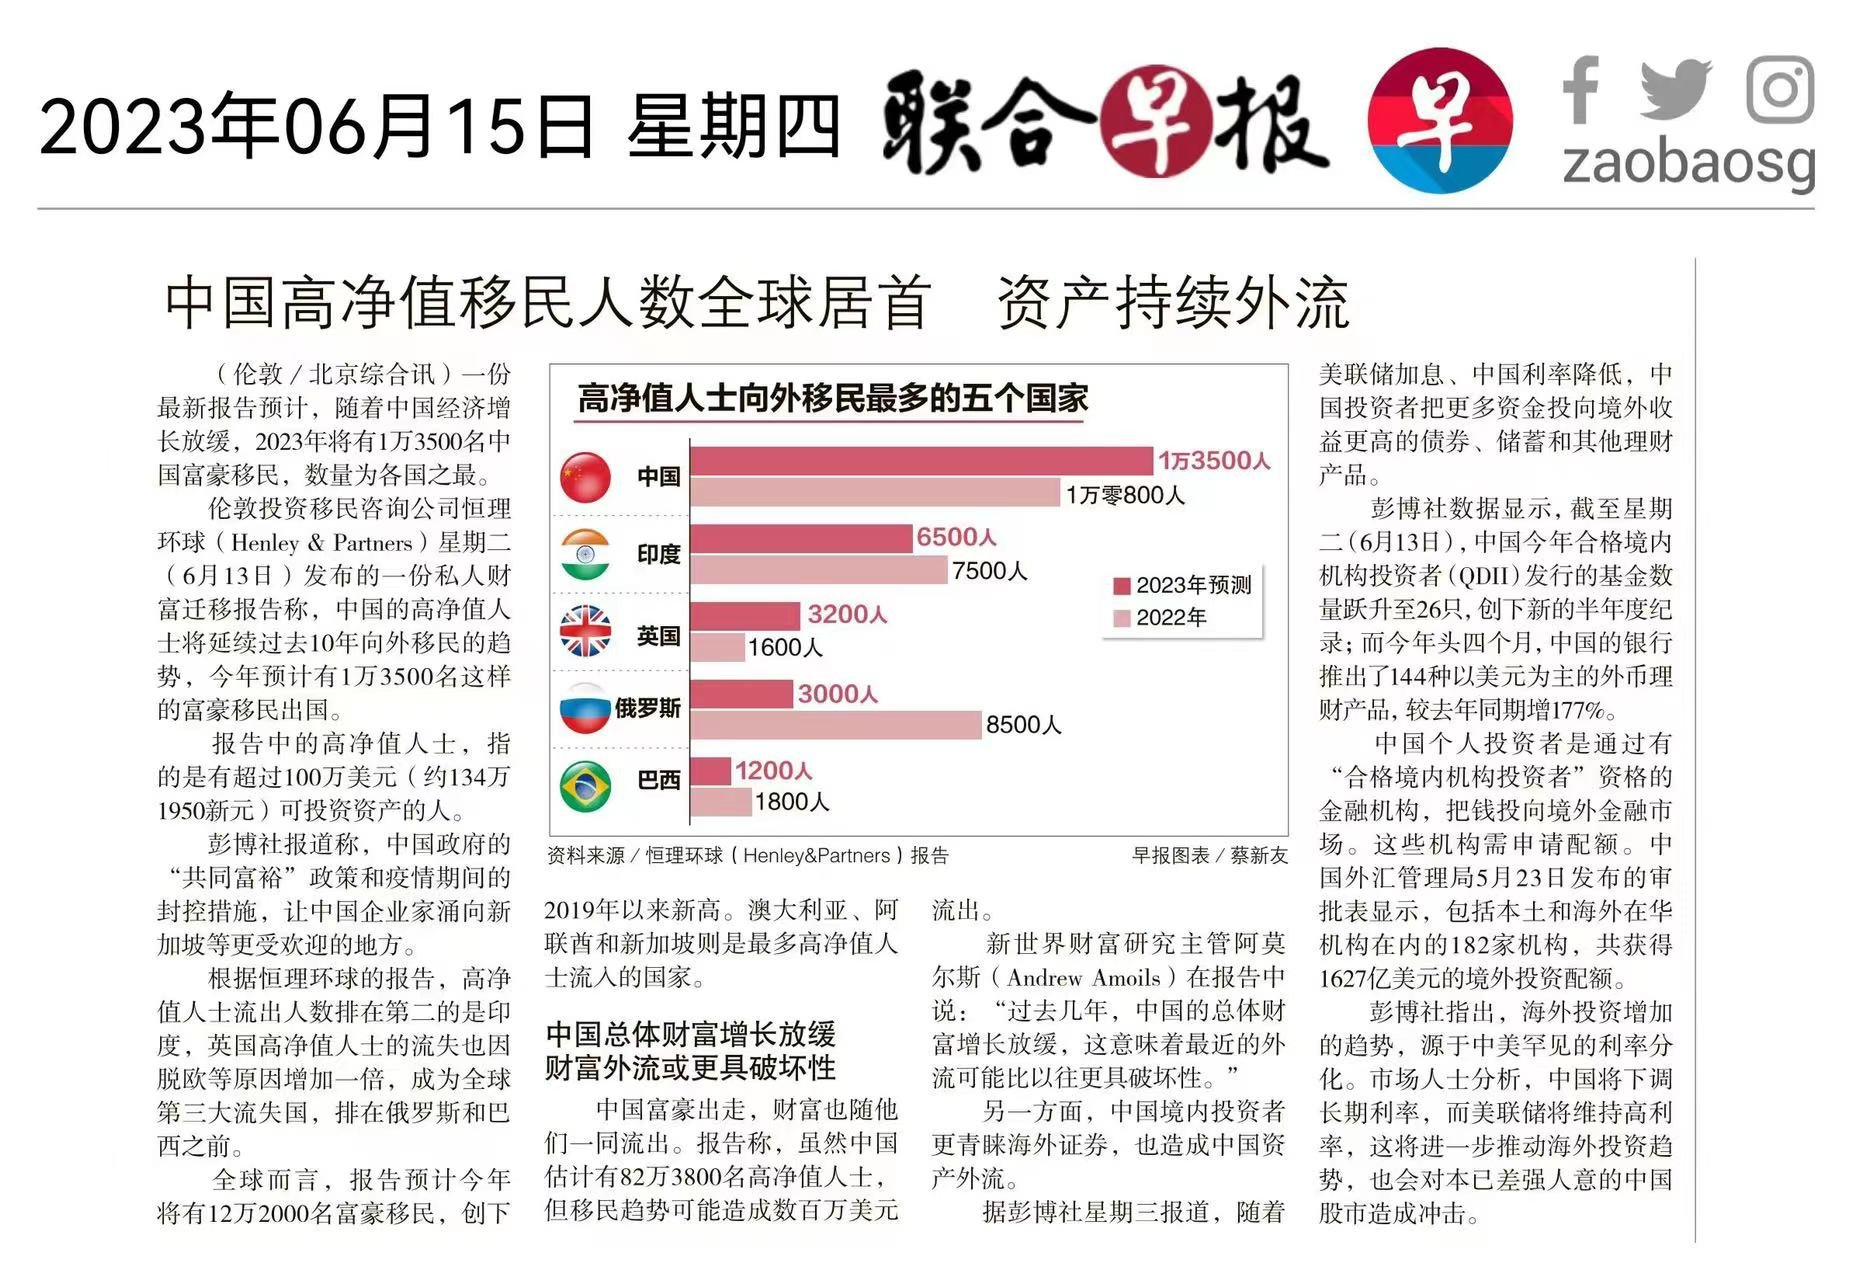 2023年06月15日 星期四
联合早报
早
zaobaosg
中国高净值移民人数全球居首 资产持续外流
（伦敦／北京综合讯）一份
最新报告预计，随着中国经济增
长放缓，2023年将有1万3500名中
国富豪移民，数量为各国之最。
伦敦投资移民咨询公司恒理
环球（Henley & Partners）星期二
（6月13日）发布的一份私人财
富迁移报告称，中国的高净值人
士将延续过去10年向外移民的趋
势，今年预计有1万3500名这样
的富豪移民出国。
报告中的高净值人士，指
的是有超过100万美元（约134万
1950新元）可投资资产的人。
彭博社报道称，中国政府的
“共同富裕”政策和疫情期间的
封控措施，让中国企业家涌向新
加坡等更受欢迎的地方。
根据恒理环球的报告，高净
值人士流出人数排在第二的是印
度，英国高净值人士的流失也因
脱欧等原因增加一倍，成为全球
第三大流失国，排在俄罗斯和巴
西之前。
全球而言，报告预计今年
将有12万2000名富豪移民，创下
高净值人士向外移民最多的五个国家
中国
1万3500人
1万零800人
印度
6500人
7500人
英国
3200人
1600人
俄罗斯
3000人
8500人
巴西
1200人
1800人
2023年预测
2022年
资料来源／恒理环球（Henley&Partners）报告
早报图表／蔡新友
2019年以来新高。澳大利亚、阿
联酋和新加坡则是最多高净值人
士流入的国家。
中国总体财富增长放缓
财富外流或更具破坏性
中国富豪出走，财富也随他
们一同流出。报告称，虽然中国
估计有82万3800名高净值人士，
但移民趋势可能造成数百万美元
流出。
新世界财富研究主管阿莫
尔斯（Andrew Amoils）在报告中
说：“过去几年，中国的总体财
富增长放缓，这意味着最近的外
流可能比以往更具破坏性。”
另一方面，中国境内投资者
更青睐海外证券，也造成中国资
产外流。
据彭博社星期三报道，随着
美联储加息、中国利率降低，中
国投资者把更多资金投向境外收
益更高的债券、储蓄和其他理财
产品。
彭博社数据显示，截至星期
二（6月13日），中国今年合格境内
机构投资者（QDII）发行的基金数
量跃升至26只，创下新的半年度纪
录；而今年头四个月，中国的银行
推出了144种以美元为主的外币理
财产品，较去年同期增177%。
中国个人投资者是通过有
“合格境内机构投资者”资格的
金融机构，把钱投向境外金融市
场。这些机构需申请配额。中
国外汇管理局5月23日发布的审
批表显示，包括本土和海外在华
机构在内的182家机构，共获得
1627亿美元的境外投资配额。
彭博社指出，海外投资增加
的趋势，源于中美罕见的利率分
化。市场人士分析，中国将下调
长期利率，而美联储将维持高利
率，这将进一步推动海外投资趋
势，也会对本已差强人意的中国
股市造成冲击。